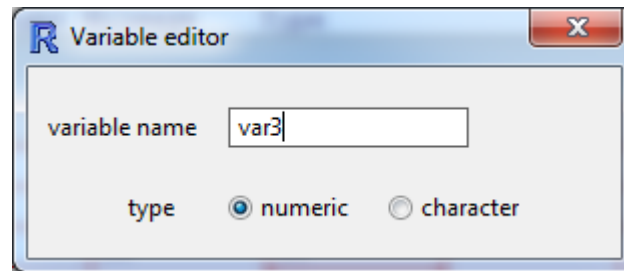 R Variable editor
variable name var3
type numeric character